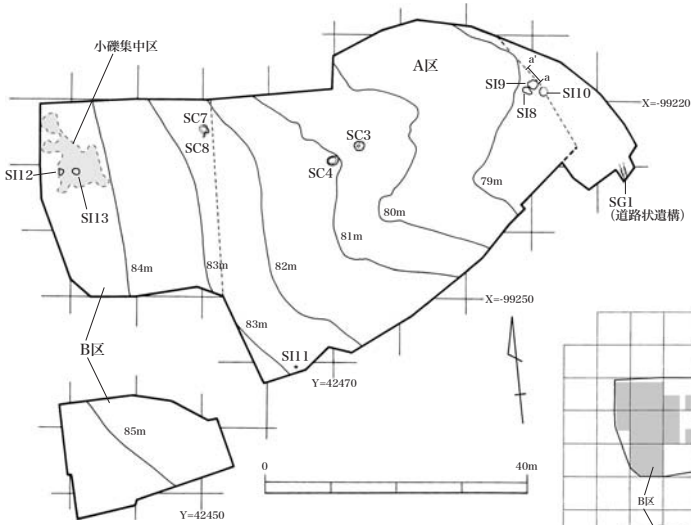 小礫集中区
A区
a'
a
SI9
SI8
SI10
X=-99220
SC7
SC8
SC3
SC4
SI12
SI13
SG1
(道路状遺構)
79m
80m
81m
82m
83m
84m
83m
X=-99250
B区
SI11
Y=42470
85m
0
40m
Y=42450
B区